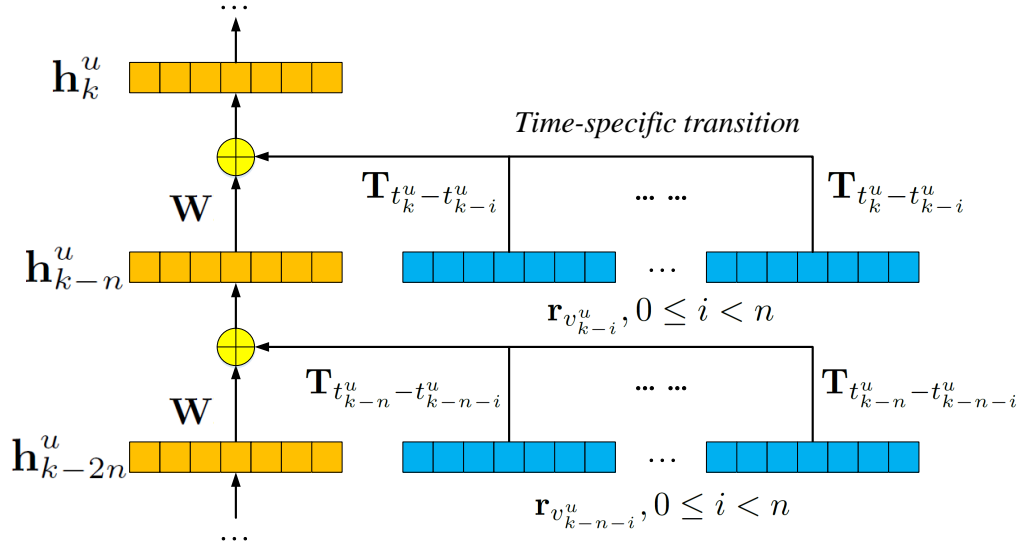 ...
h_k^u
Time-specific transition
T_{t_k^u-t_{k-i}^u} ... ... T_{t_k^u-t_{k-i}^u}
W
h_{k-n}^u ...
r_{v_{k-i}^u}, 0 ≤ i < n
T_{t_{k-n}^u-t_{k-n-i}^u} ... ... T_{t_{k-n}^u-t_{k-n-i}^u}
W
h_{k-2n}^u ...
r_{v_{k-n-i}^u}, 0 ≤ i < n
...